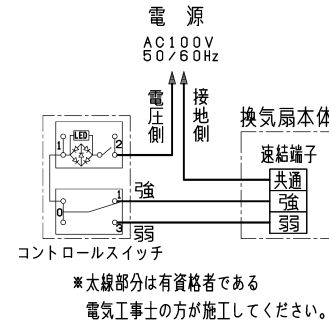 電 源
AC100V
50/60Hz
電圧側
接地側
換気扇本体
速結端子
共通
強
弱
LED
1
2
0
1
3
強
弱
コントロールスイッチ
※太線部分は有資格者である
電気工事士の方が施工してください。